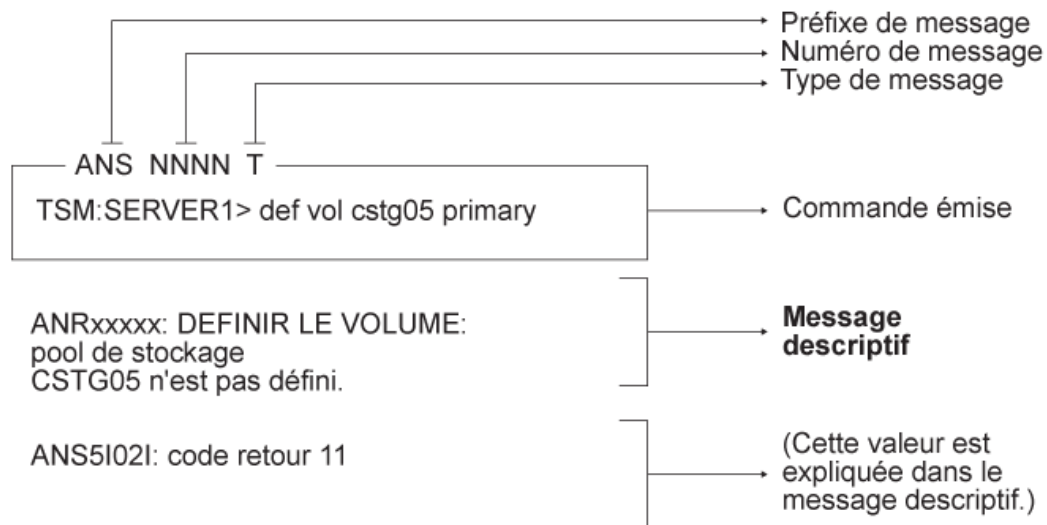 Préfixe de message
Numéro de message
Type de message
ANS NNNN T
TSM:SERVER1> def vol cstg05 primary
Commande émise
ANRxxxxx: DEFINIR LE VOLUME:
pool de stockage
CSTG05 n'est pas défini.
Message
descriptif
ANS5I02I: code retour 11
(Cette valeur est
expliquée dans le
message descriptif.)